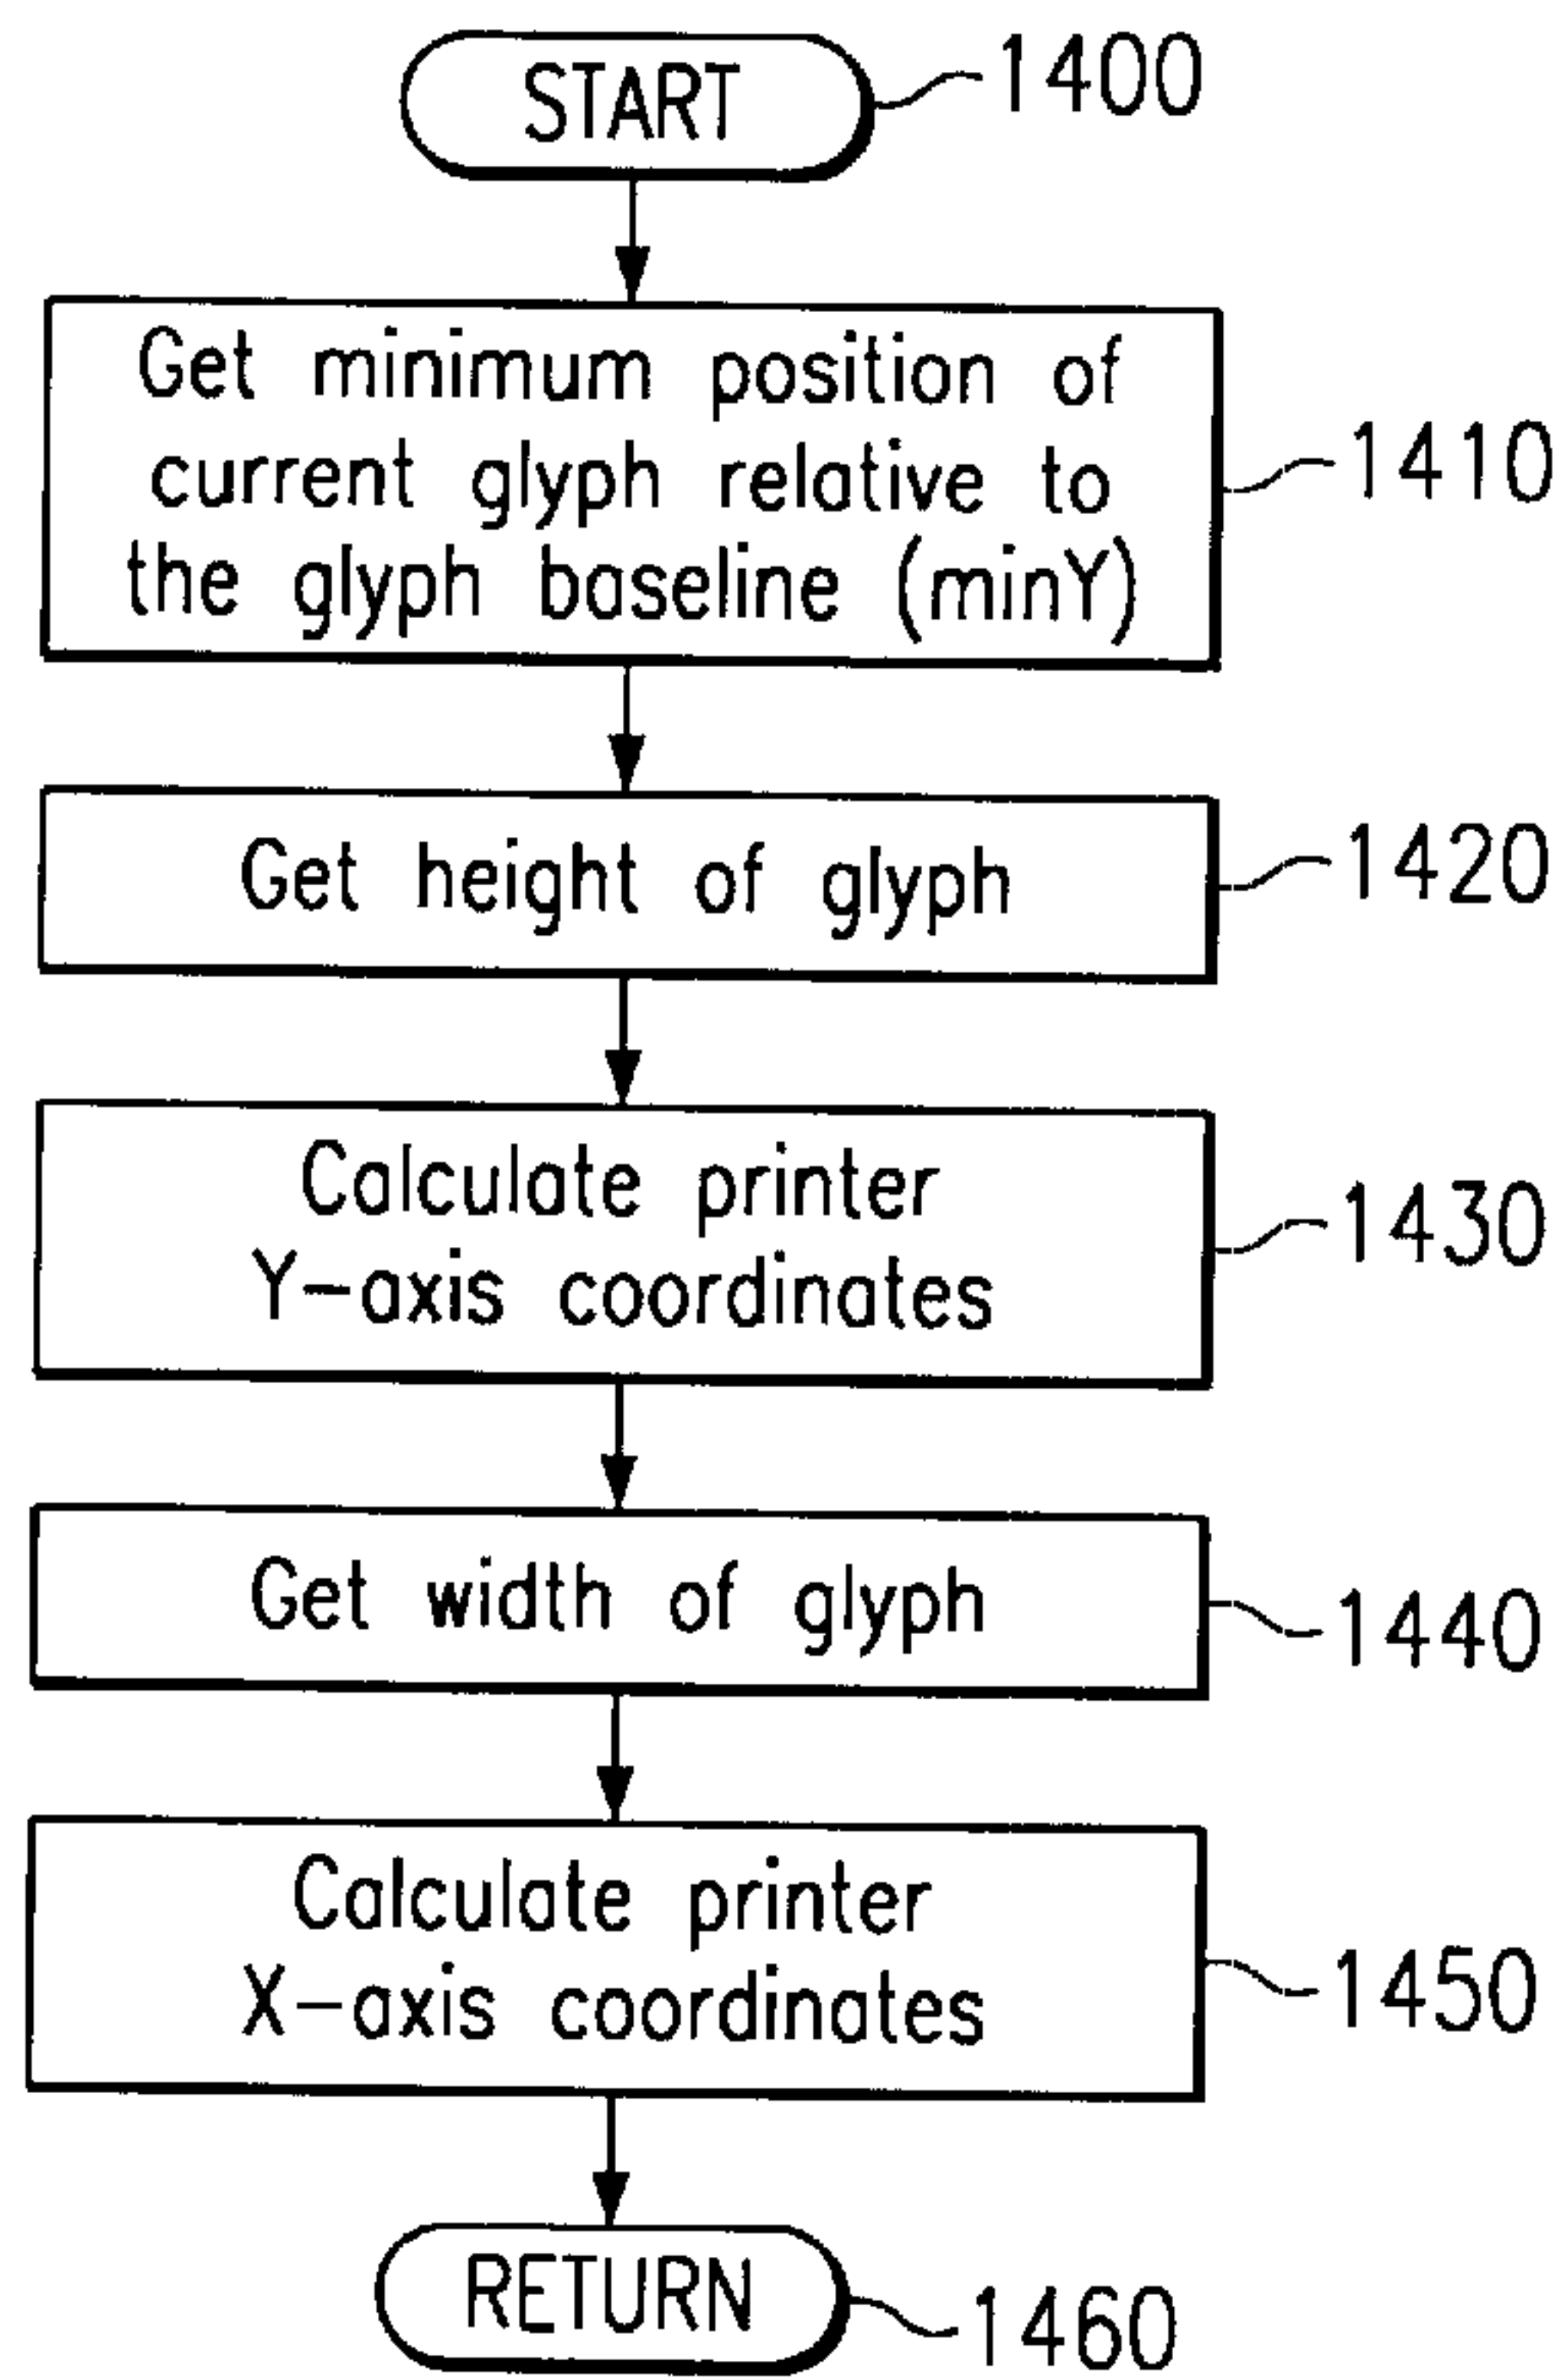 START
1400
Get minimum position of
current glyph relative to
the glyph baseline (minY)
1410
Get height of glyph
1420
Calculate printer
Y-axis coordinates
1430
Get width of glyph
1440
Calculate printer
X-axis coordinates
1450
RETURN
1460